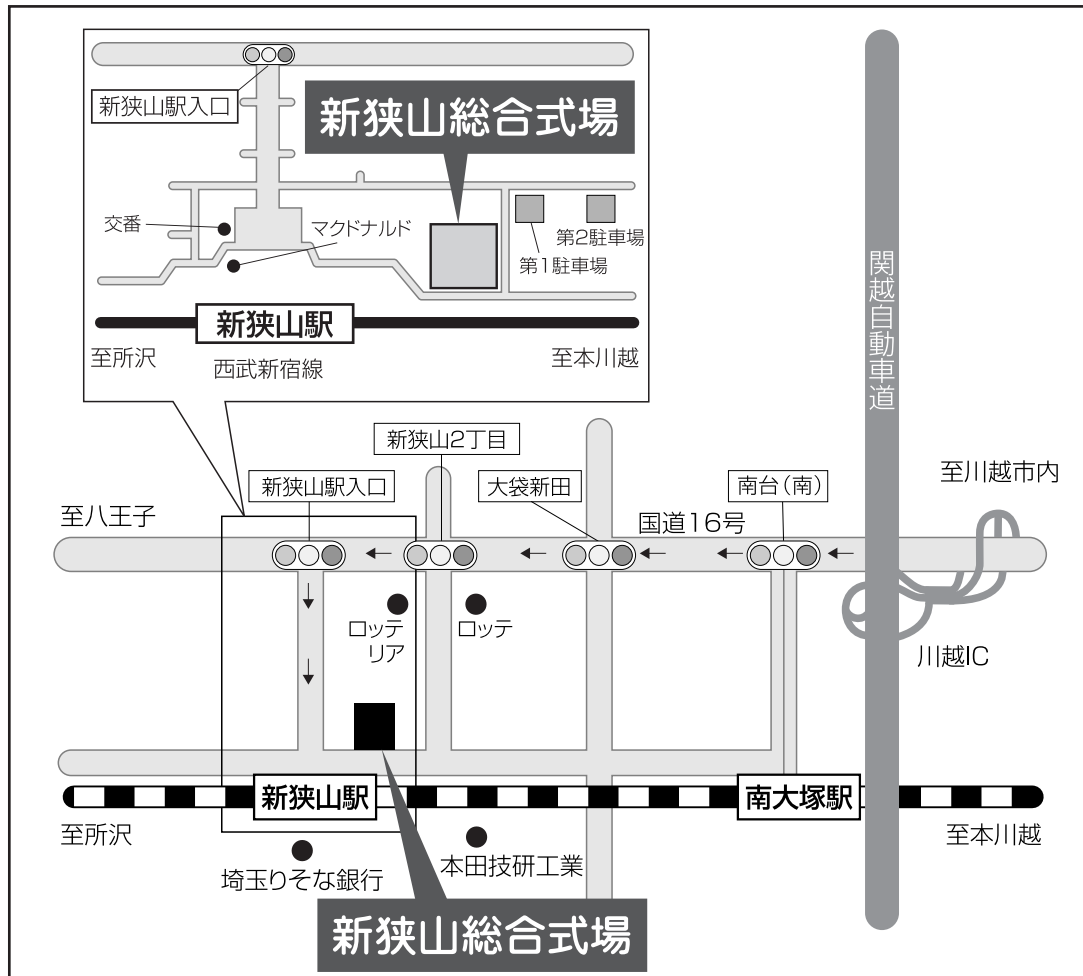 新狭山駅入口
新狭山総合式場
交番
マクドナルド
第2駐車場
第1駐車場
新狭山駅
至所沢
西武新宿線
至本川越
関越自動車道
新狭山2丁目
新狭山駅入口
大袋新田
南台(南)
至川越市内
至八王子
国道16号
ロッテ
リア
ロッテ
川越IC
新狭山駅
南大塚駅
至所沢
至本川越
埼玉りそな銀行
本田技研工業
新狭山総合式場